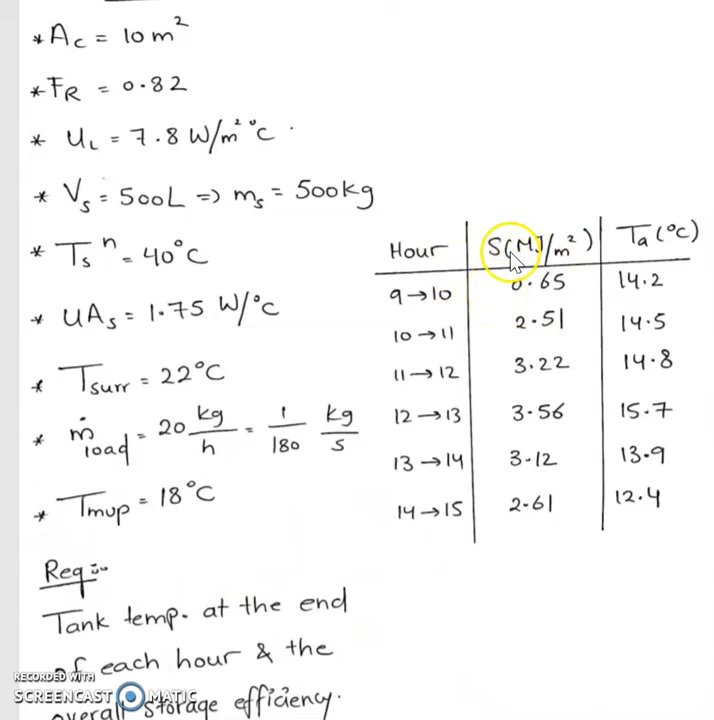 * Ac = 10 m²
* FR = 0.82
* UL = 7.8 W/m² °C
* Vs = 500L => ms = 500kg
* Ts^n = 40°C
* UAs = 1.75 W/°C
* Tsurr = 22°C
* ṁload = 20 kg/h = 1/180 kg/s
* Tmup = 18°C
Hour S(MJ/m²) Ta(°C)
9→10 0.65 14.2
10→11 2.51 14.5
11→12 3.22 14.8
12→13 3.56 15.7
13→14 3.12 13.9
14→15 2.61 12.4
Req:-
Tank temp. at the end
of each hour & the
overall storage efficiency.
RECORDED WITH
SCREENCAST MATIC